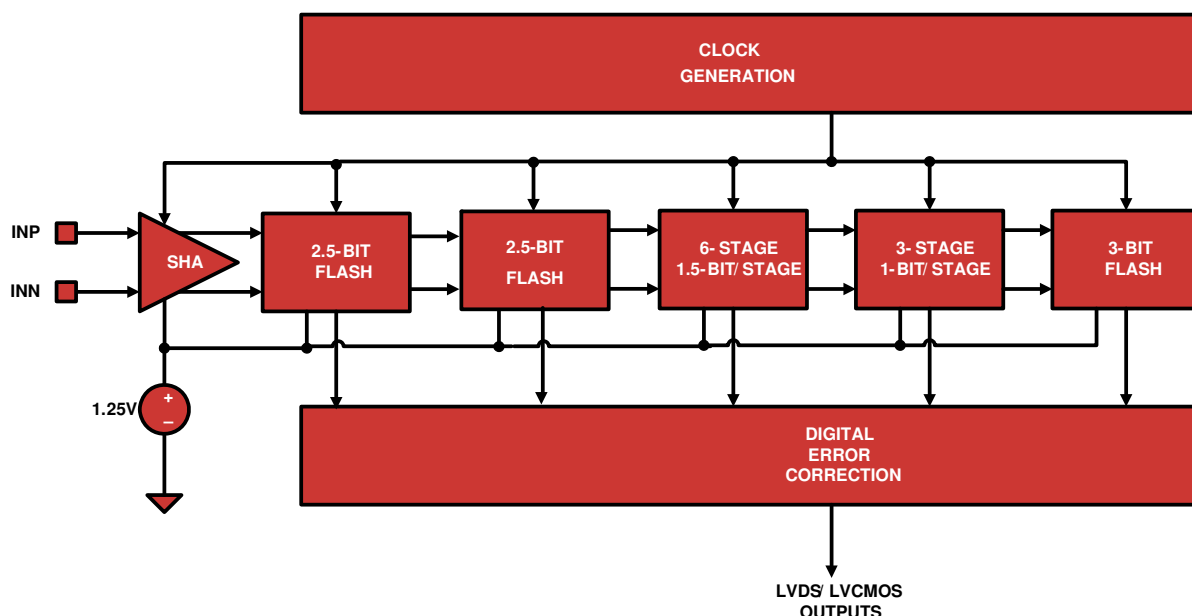 CLOCK
GENERATION
INP
INN
SHA
2.5-BIT
FLASH
2.5-BIT
FLASH
6- STAGE
1.5-BIT/ STAGE
3- STAGE
1-BIT/ STAGE
3-BIT
FLASH
1.25V
+
–
DIGITAL
ERROR
CORRECTION
LVDS/ LVCMOS
OUTPUTS